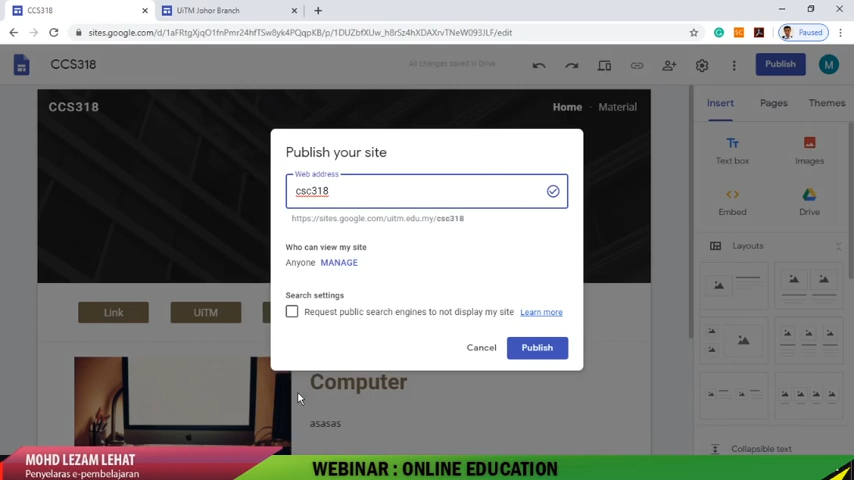 CCS318
UiTM Johor Branch
sites.google.com/d/1aFRtgXjqO1fnPmr24hfTSw8yk4PQqpKB/p/1DUZbfXUw_h8rSz4hXDAXrvTNeW093JLF/edit
Paused
CCS318
All changes saved in Drive
Publish
M
CCS318
Home · Material
Insert
Pages
Themes
Text box
Images
Embed
Drive
Layouts
Collapsible text
Publish your site
Web address
csc318
https://sites.google.com/uitm.edu.my/csc318
Who can view my site
Anyone MANAGE
Search settings
Request public search engines to not display my site Learn more
Cancel
Publish
Link
UiTM
Computer
asasas
MOHD LEZAM LEHAT
Penyelaras e-pembelajaran
WEBINAR : ONLINE EDUCATION